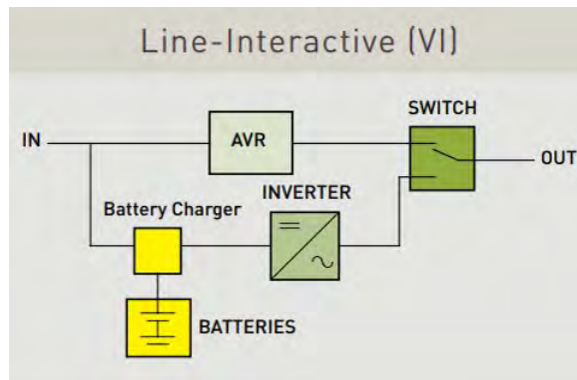 Line-Interactive (VI)
SWITCH
IN
AVR
OUT
INVERTER
Battery Charger
BATTERIES